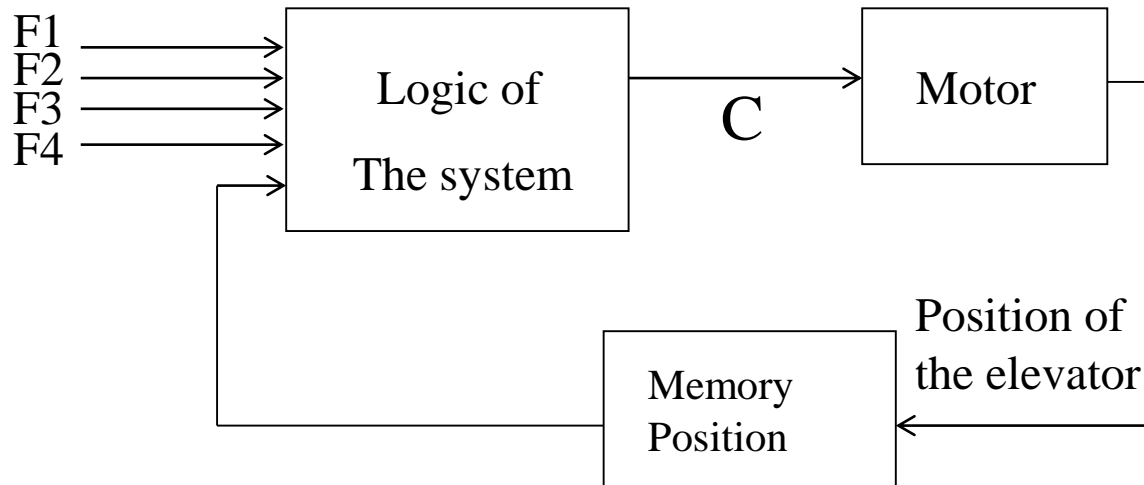 F1
F2
F3
F4
Logic of
The system
C
Motor
Position of
the elevator
Memory
Position